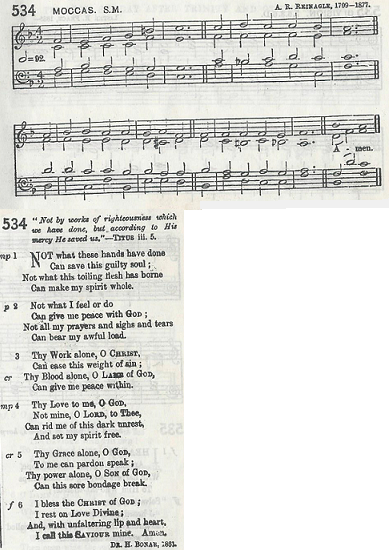 534 MOCCAS. S.M. A. R. REINAGLE, 1799–1877.
=92.
A - men.
534 "Not by works of righteousness which
we have done, but according to His
mercy He saved us."—TITUS iii. 5.
mp 1 NOT what these hands have done
Can save this guilty soul;
Not what this toiling flesh has borne
Can make my spirit whole.
p 2 Not what I feel or do
Can give me peace with GOD;
Not all my prayers and sighs and tears
Can bear my awful load.
3 Thy Work alone, O CHRIST,
Can ease this weight of sin;
cr Thy Blood alone, O LAMB of GOD,
Can give me peace within.
mp 4 Thy Love to me, O GOD,
Not mine, O LORD, to Thee,
Can rid me of this dark unrest,
And set my spirit free.
cr 5 Thy Grace alone, O GOD,
To me can pardon speak;
Thy power alone, O SON of GOD,
Can this sore bondage break.
f 6 I bless the CHRIST of GOD;
I rest on Love Divine;
And, with unfaltering lip and heart,
I call this SAVIOUR mine. Amen.
DR. H. BONAR, 1861.